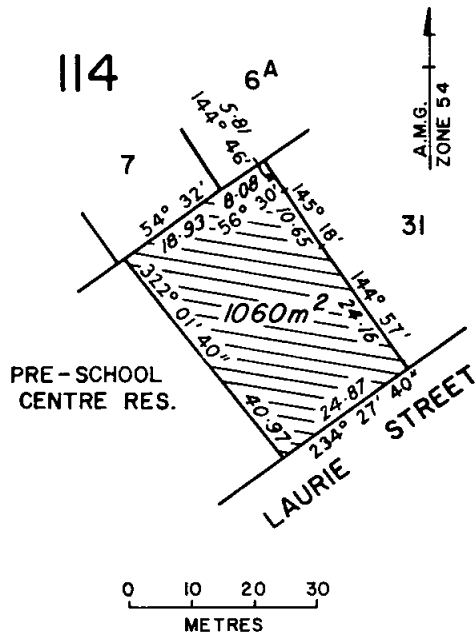 114
6A
A.M.G.
ZONE 54
7
31
5.81
144° 46'
54° 32'
18.93
8.08
56° 30'
145° 18'
10.65
1060m²
144° 57'
24.16
322° 01' 40"
40.97
PRE-SCHOOL
CENTRE RES.
24.87
234° 27' 40"
LAURIE STREET
0 10 20 30
METRES